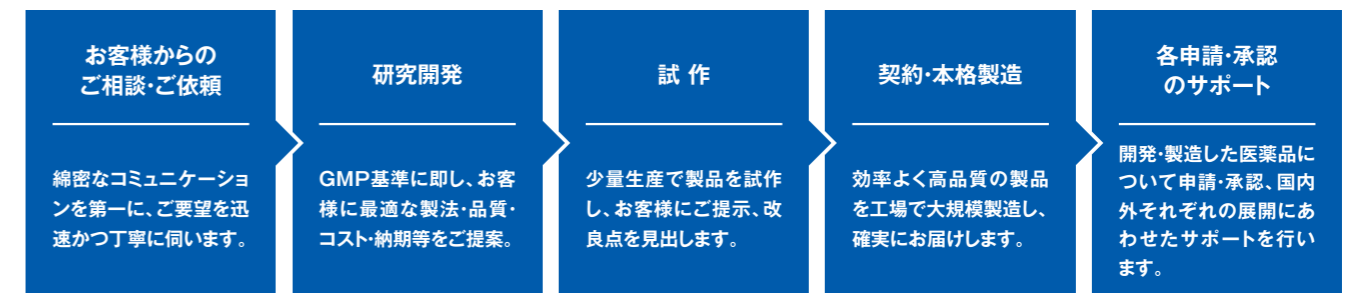 お客様からの
ご相談・ご依頼
綿密なコミュニケーショ
ンを第一に、ご要望を迅
速かつ丁寧に伺います。
研究開発
GMP基準に即し、お客
様に最適な製法・品質・
コスト・納期等をご提案。
試 作
少量生産で製品を試作
し、お客様にご提示、改
良点を見出します。
契約・本格製造
効率よく高品質の製品
を工場で大規模製造し、
確実にお届けします。
各申請・承認
のサポート
開発・製造した医薬品に
ついて申請・承認、国内
外それぞれの展開にあ
わせたサポートを行い
ます。